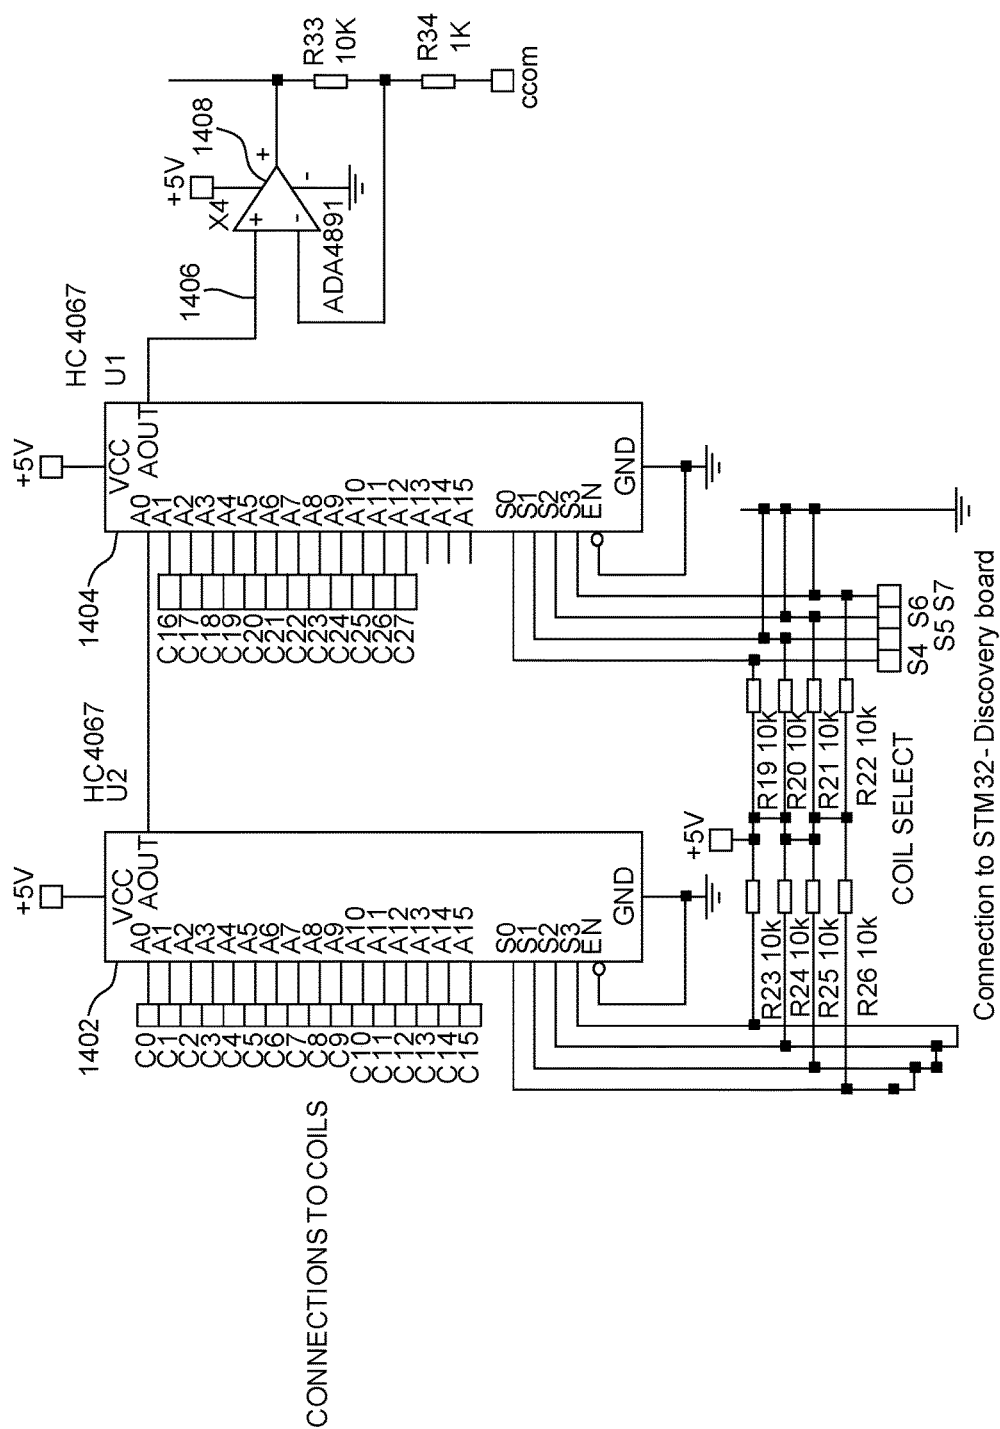 CONNECTIONS TO COILS
1402
C0
C1
C2
C3
C4
C5
C6
C7
C8
C9
C10
C11
C12
C13
C14
C15
+5V
VCC
AOUT
A0
A1
A2
A3
A4
A5
A6
A7
A8
A9
A10
A11
A12
A13
A14
A15
S0
S1
S2
S3
EN
GND
HC4067
U2
1404
C16
C17
C18
C19
C20
C21
C22
C23
C24
C25
C26
C27
+5V
VCC
AOUT
A0
A1
A2
A3
A4
A5
A6
A7
A8
A9
A10
A11
A12
A13
A14
A15
S0
S1
S2
S3
EN
GND
HC4067
U1
1406
+5V
X4
1408
+
-
+
-
ADA4891
R33
10K
R34
1K
ccom
+5V
R23 10k
R24 10k
R25 10k
R26 10k
R19 10k
R20 10k
R21 10k
R22 10k
COIL SELECT
S4
S5
S6
S7
Connection to STM32- Discovery board